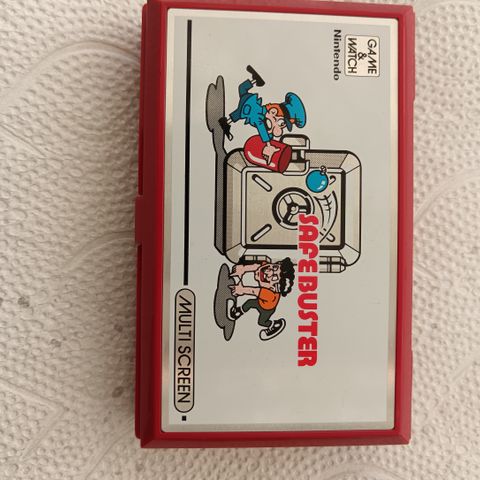 GAME
&
WATCH
Nintendo
SAFEBUSTER
MULTI SCREEN